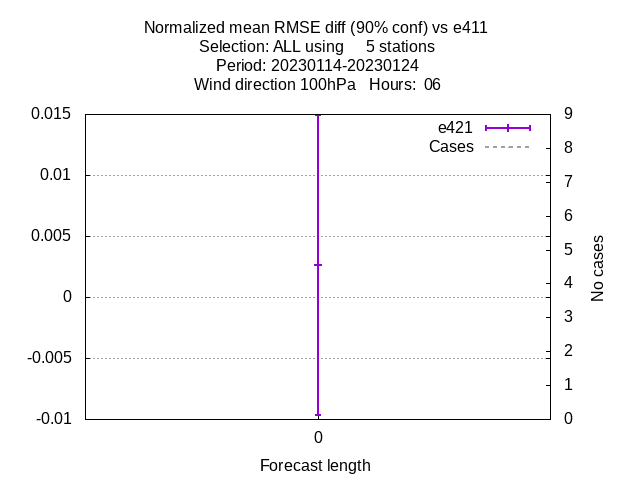 Normalized mean RMSE diff (90% conf) vs e411
Selection: ALL using     5 stations
Period: 20230114-20230124
Wind direction 100hPa   Hours:  06
0.015
0.01
0.005
0
-0.005
-0.01
e421
Cases
9
8
7
6
5
4
3
2
1
0
No cases
0
Forecast length